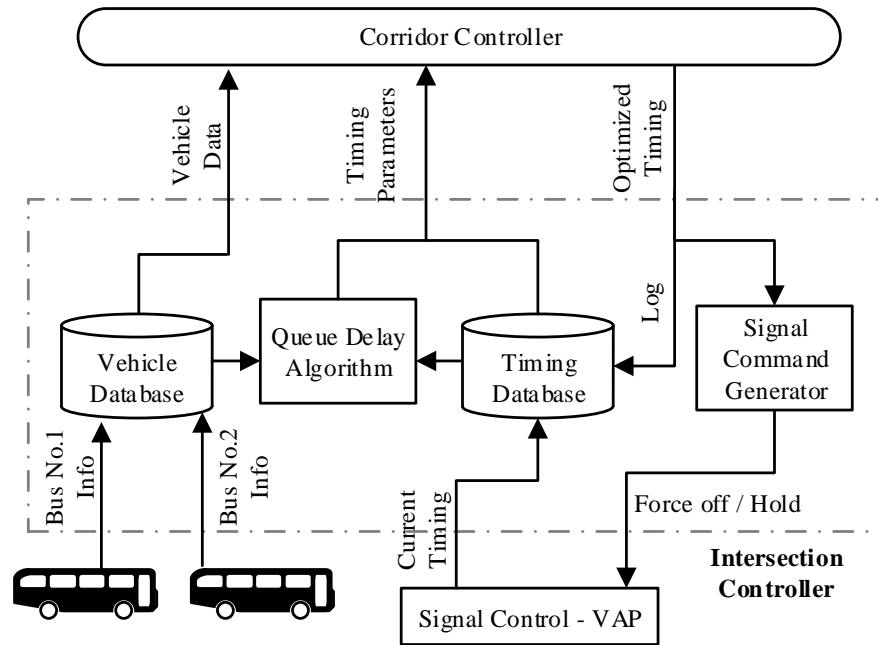 Corridor Controller
Vehicle
Data
Timing
Parameters
Optimized
Timing
Log
Vehicle
Database
Queue Delay
Algorithm
Timing
Database
Signal
Command
Generator
Bus No.1
Info
Bus No.2
Info
Current
Timing
Force off / Hold
Intersection
Controller
Signal Control - VAP